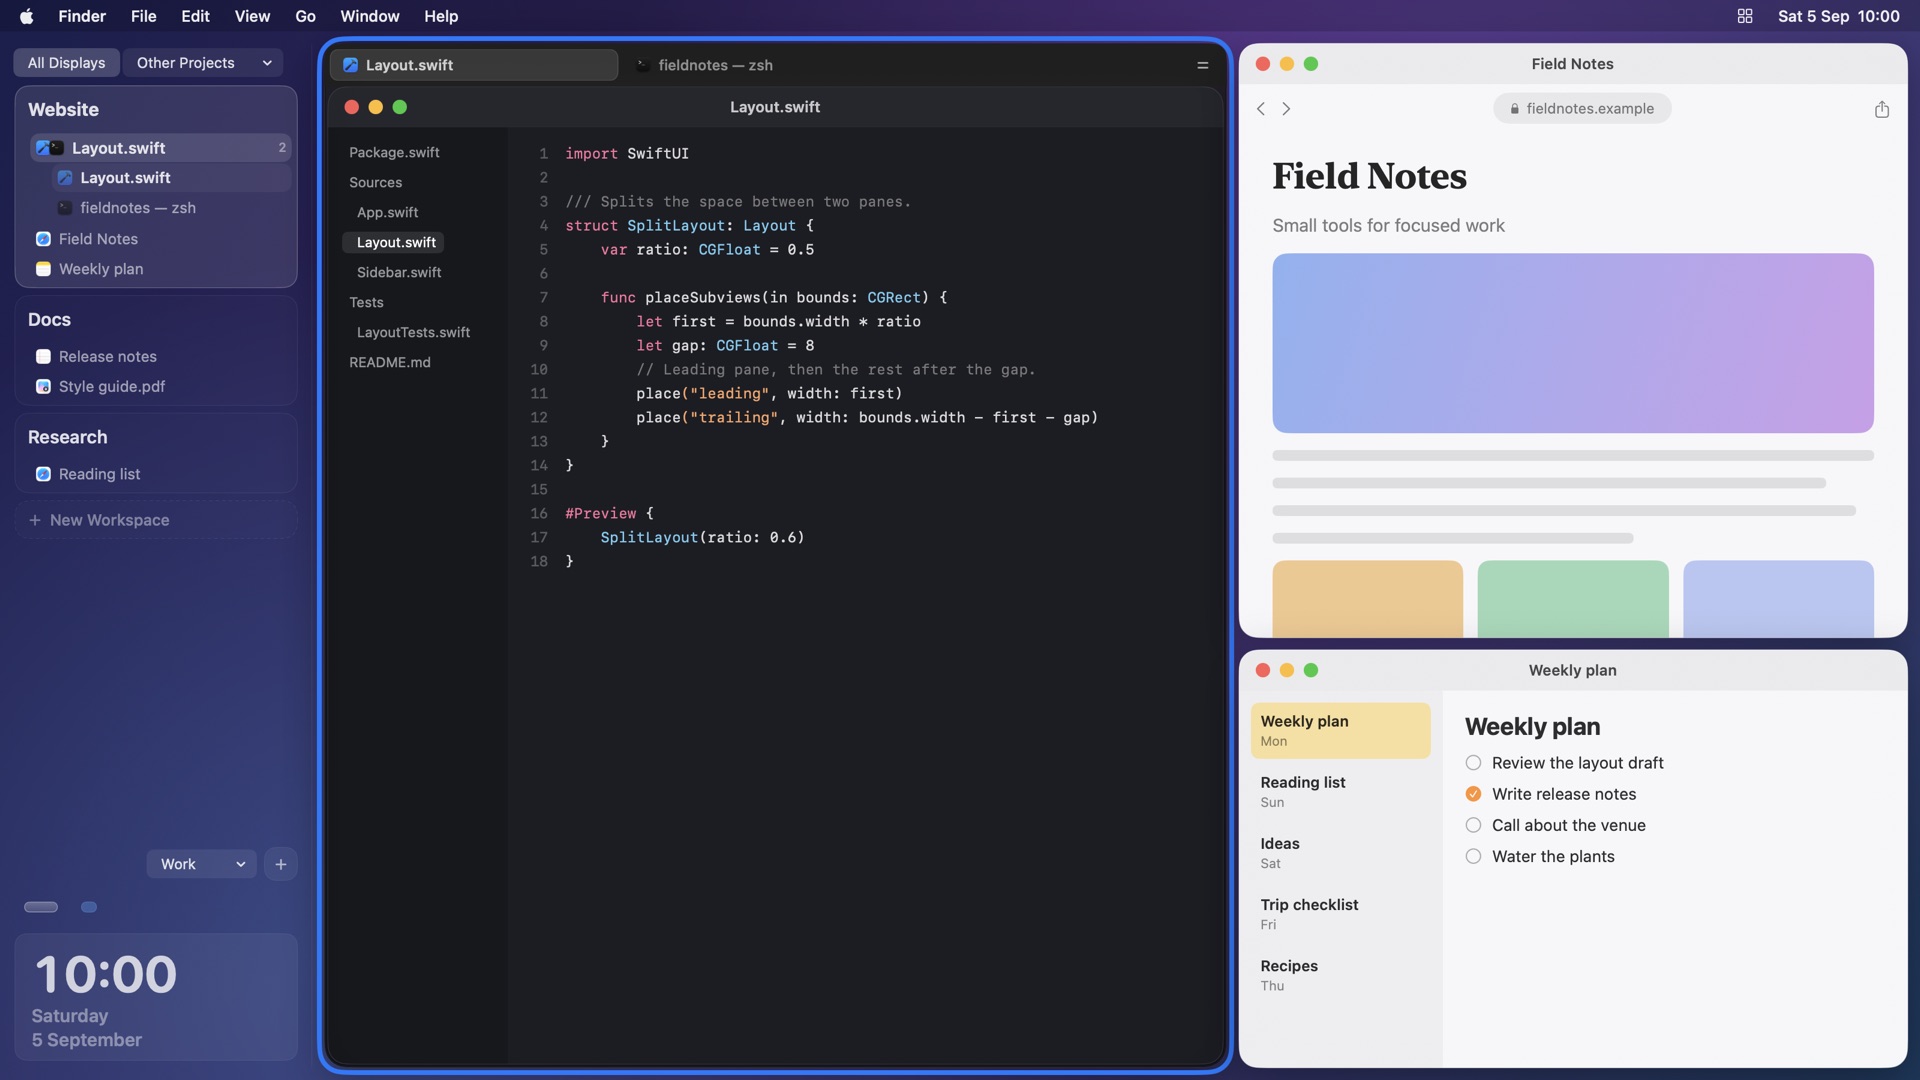 Finder File Edit View Go Window Help
Sat 5 Sep 10:00
All Displays
Other Projects
Website
Layout.swift 2
Layout.swift
fieldnotes — zsh
Field Notes
Weekly plan
Docs
Release notes
Style guide.pdf
Research
Reading list
+ New Workspace
Work
+
10:00
Saturday
5 September
Layout.swift
fieldnotes — zsh
Layout.swift
Package.swift
Sources
App.swift
Layout.swift
Sidebar.swift
Tests
LayoutTests.swift
README.md
1 import SwiftUI
2
3 /// Splits the space between two panes.
4 struct SplitLayout: Layout {
5     var ratio: CGFloat = 0.5
6
7     func placeSubviews(in bounds: CGRect) {
8         let first = bounds.width * ratio
9         let gap: CGFloat = 8
10         // Leading pane, then the rest after the gap.
11         place("leading", width: first)
12         place("trailing", width: bounds.width - first - gap)
13     }
14 }
15
16 #Preview {
17     SplitLayout(ratio: 0.6)
18 }
Field Notes
fieldnotes.example
Field Notes
Small tools for focused work
Weekly plan
Weekly plan
Mon
Reading list
Sun
Ideas
Sat
Trip checklist
Fri
Recipes
Thu
Weekly plan
Review the layout draft
Write release notes
Call about the venue
Water the plants